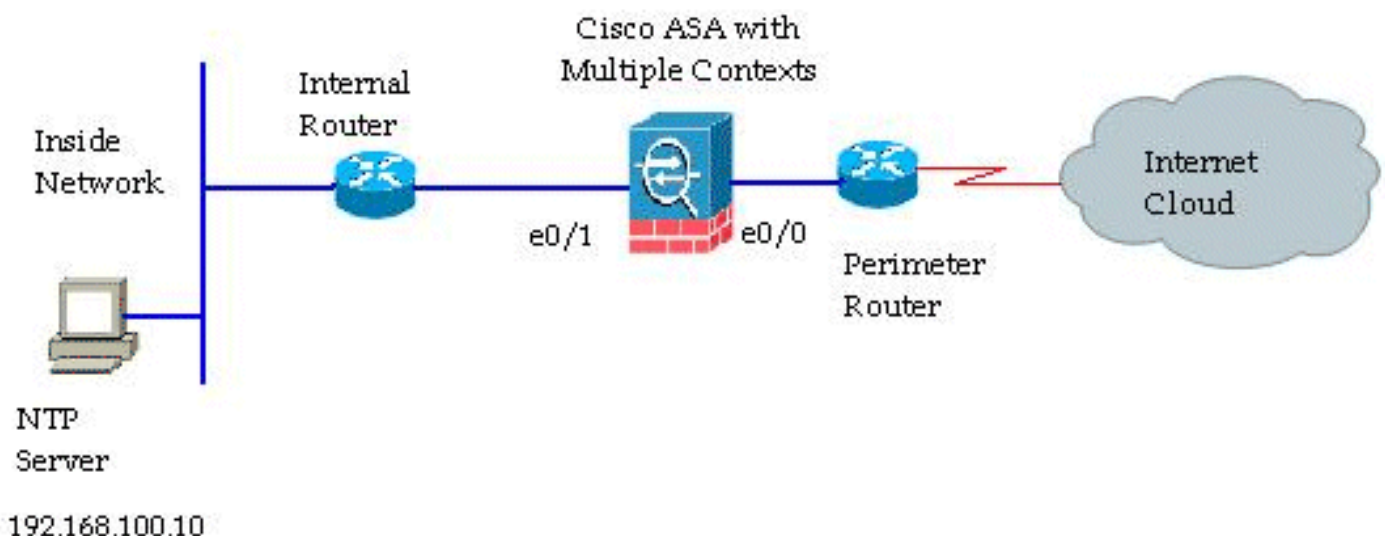 Cisco ASA with
Multiple Contexts
Internal
Router
Inside
Network
Internet
Cloud
e0/1
e0/0
Perimeter
Router
NTP
Server
192.168.100.10